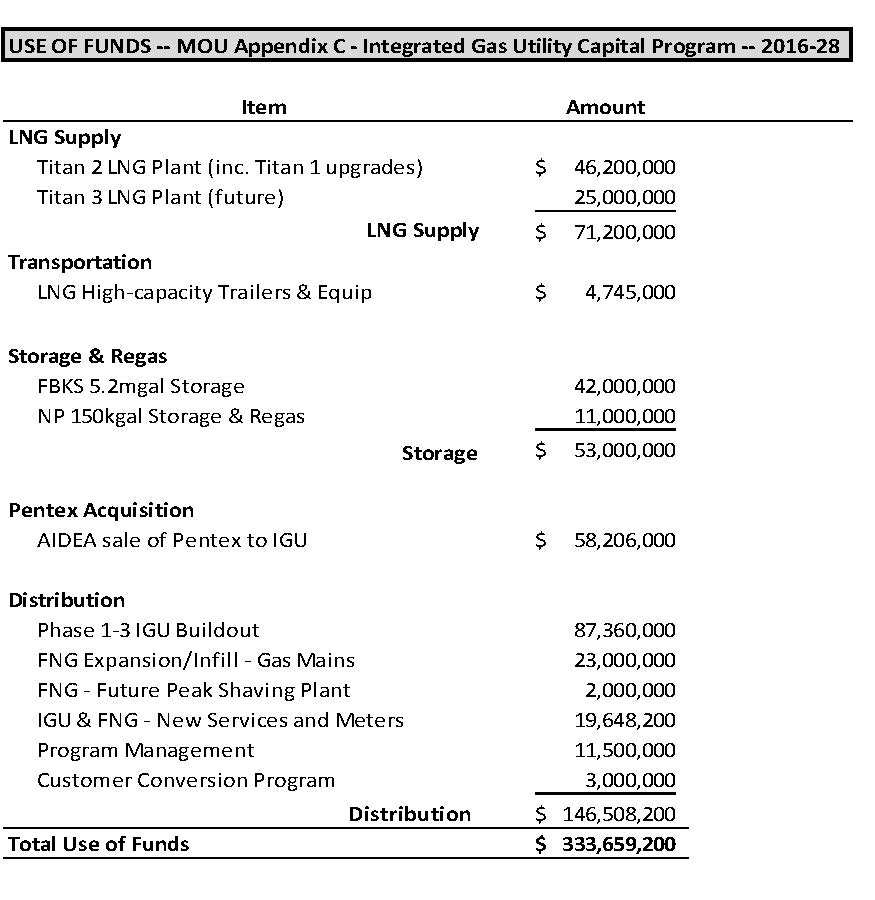 USE OF FUNDS -- MOU Appendix C - Integrated Gas Utility Capital Program -- 2016-28
Item Amount
LNG Supply
Titan 2 LNG Plant (inc. Titan 1 upgrades) $ 46,200,000
Titan 3 LNG Plant (future) 25,000,000
LNG Supply $ 71,200,000
Transportation
LNG High-capacity Trailers & Equip $ 4,745,000
Storage & Regas
FBKS 5.2mgal Storage 42,000,000
NP 150kgal Storage & Regas 11,000,000
Storage $ 53,000,000
Pentex Acquisition
AIDEA sale of Pentex to IGU $ 58,206,000
Distribution
Phase 1-3 IGU Buildout 87,360,000
FNG Expansion/Infill - Gas Mains 23,000,000
FNG - Future Peak Shaving Plant 2,000,000
IGU & FNG - New Services and Meters 19,648,200
Program Management 11,500,000
Customer Conversion Program 3,000,000
Distribution $ 146,508,200
Total Use of Funds $ 333,659,200